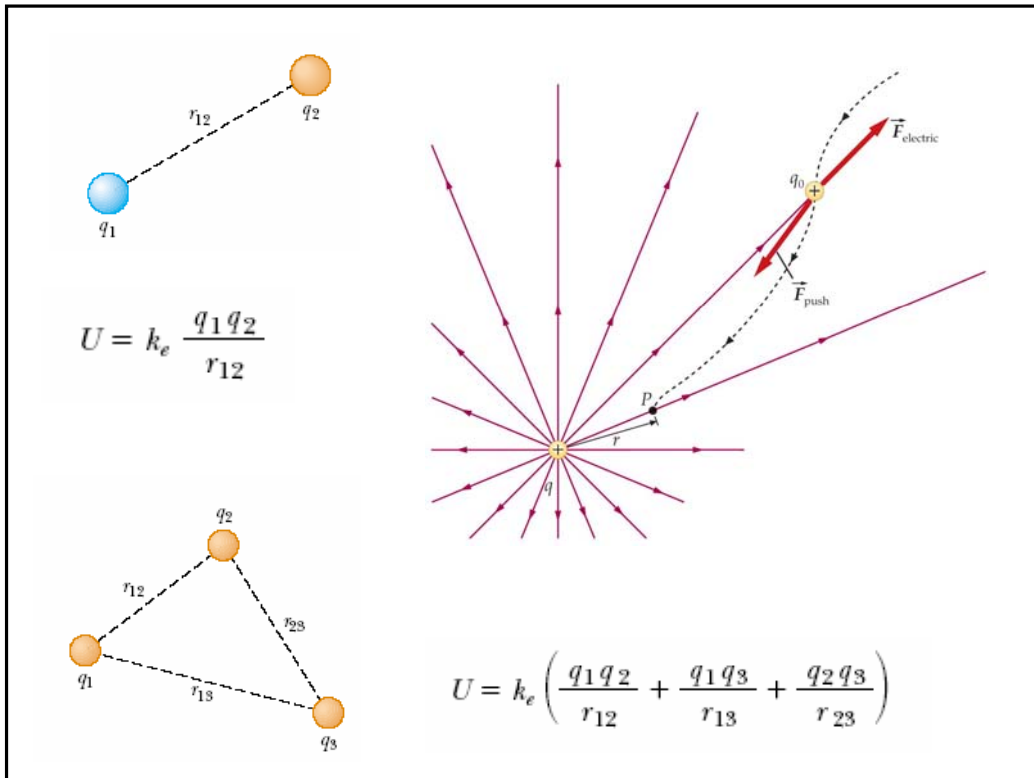 q₂
r₁₂
q₁
U = kₑ q₁q₂ / r₁₂
F⃗electric
q₀
+
F⃗push
P
r
+
q
q₂
r₁₂
r₂₃
q₁
r₁₃
q₃
U = kₑ ( q₁q₂ / r₁₂ + q₁q₃ / r₁₃ + q₂q₃ / r₂₃ )